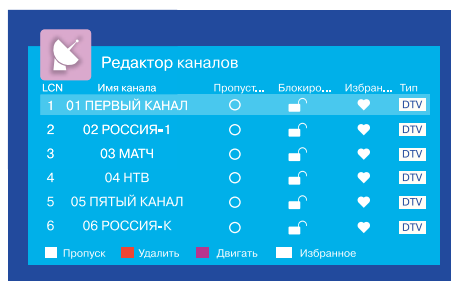 Редактор каналов
LCN Имя канала Пропуст... Блокиро... Избран... Тип
1 01 ПЕРВЫЙ КАНАЛ DTV
2 02 РОССИЯ-1 DTV
3 03 МАТЧ DTV
4 04 НТВ DTV
5 05 ПЯТЫЙ КАНАЛ DTV
6 06 РОССИЯ-К DTV
Пропуск Удалить Двигать Избранное